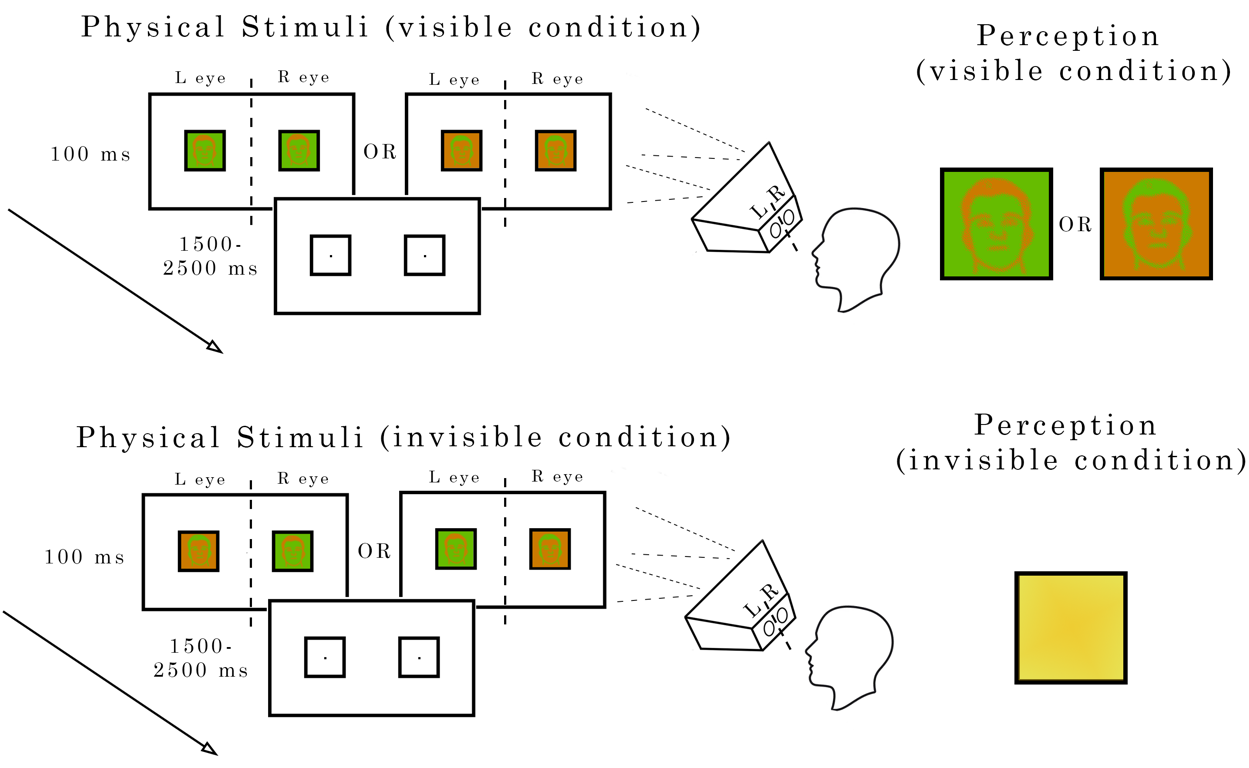 Physical Stimuli (visible condition)
Perception
(visible condition)
L eye
R eye
L eye
R eye
100 ms
OR
L
R
OR
1500-
2500 ms
Physical Stimuli (invisible condition)
Perception
(invisible condition)
L eye
R eye
L eye
R eye
100 ms
OR
L
R
1500-
2500 ms